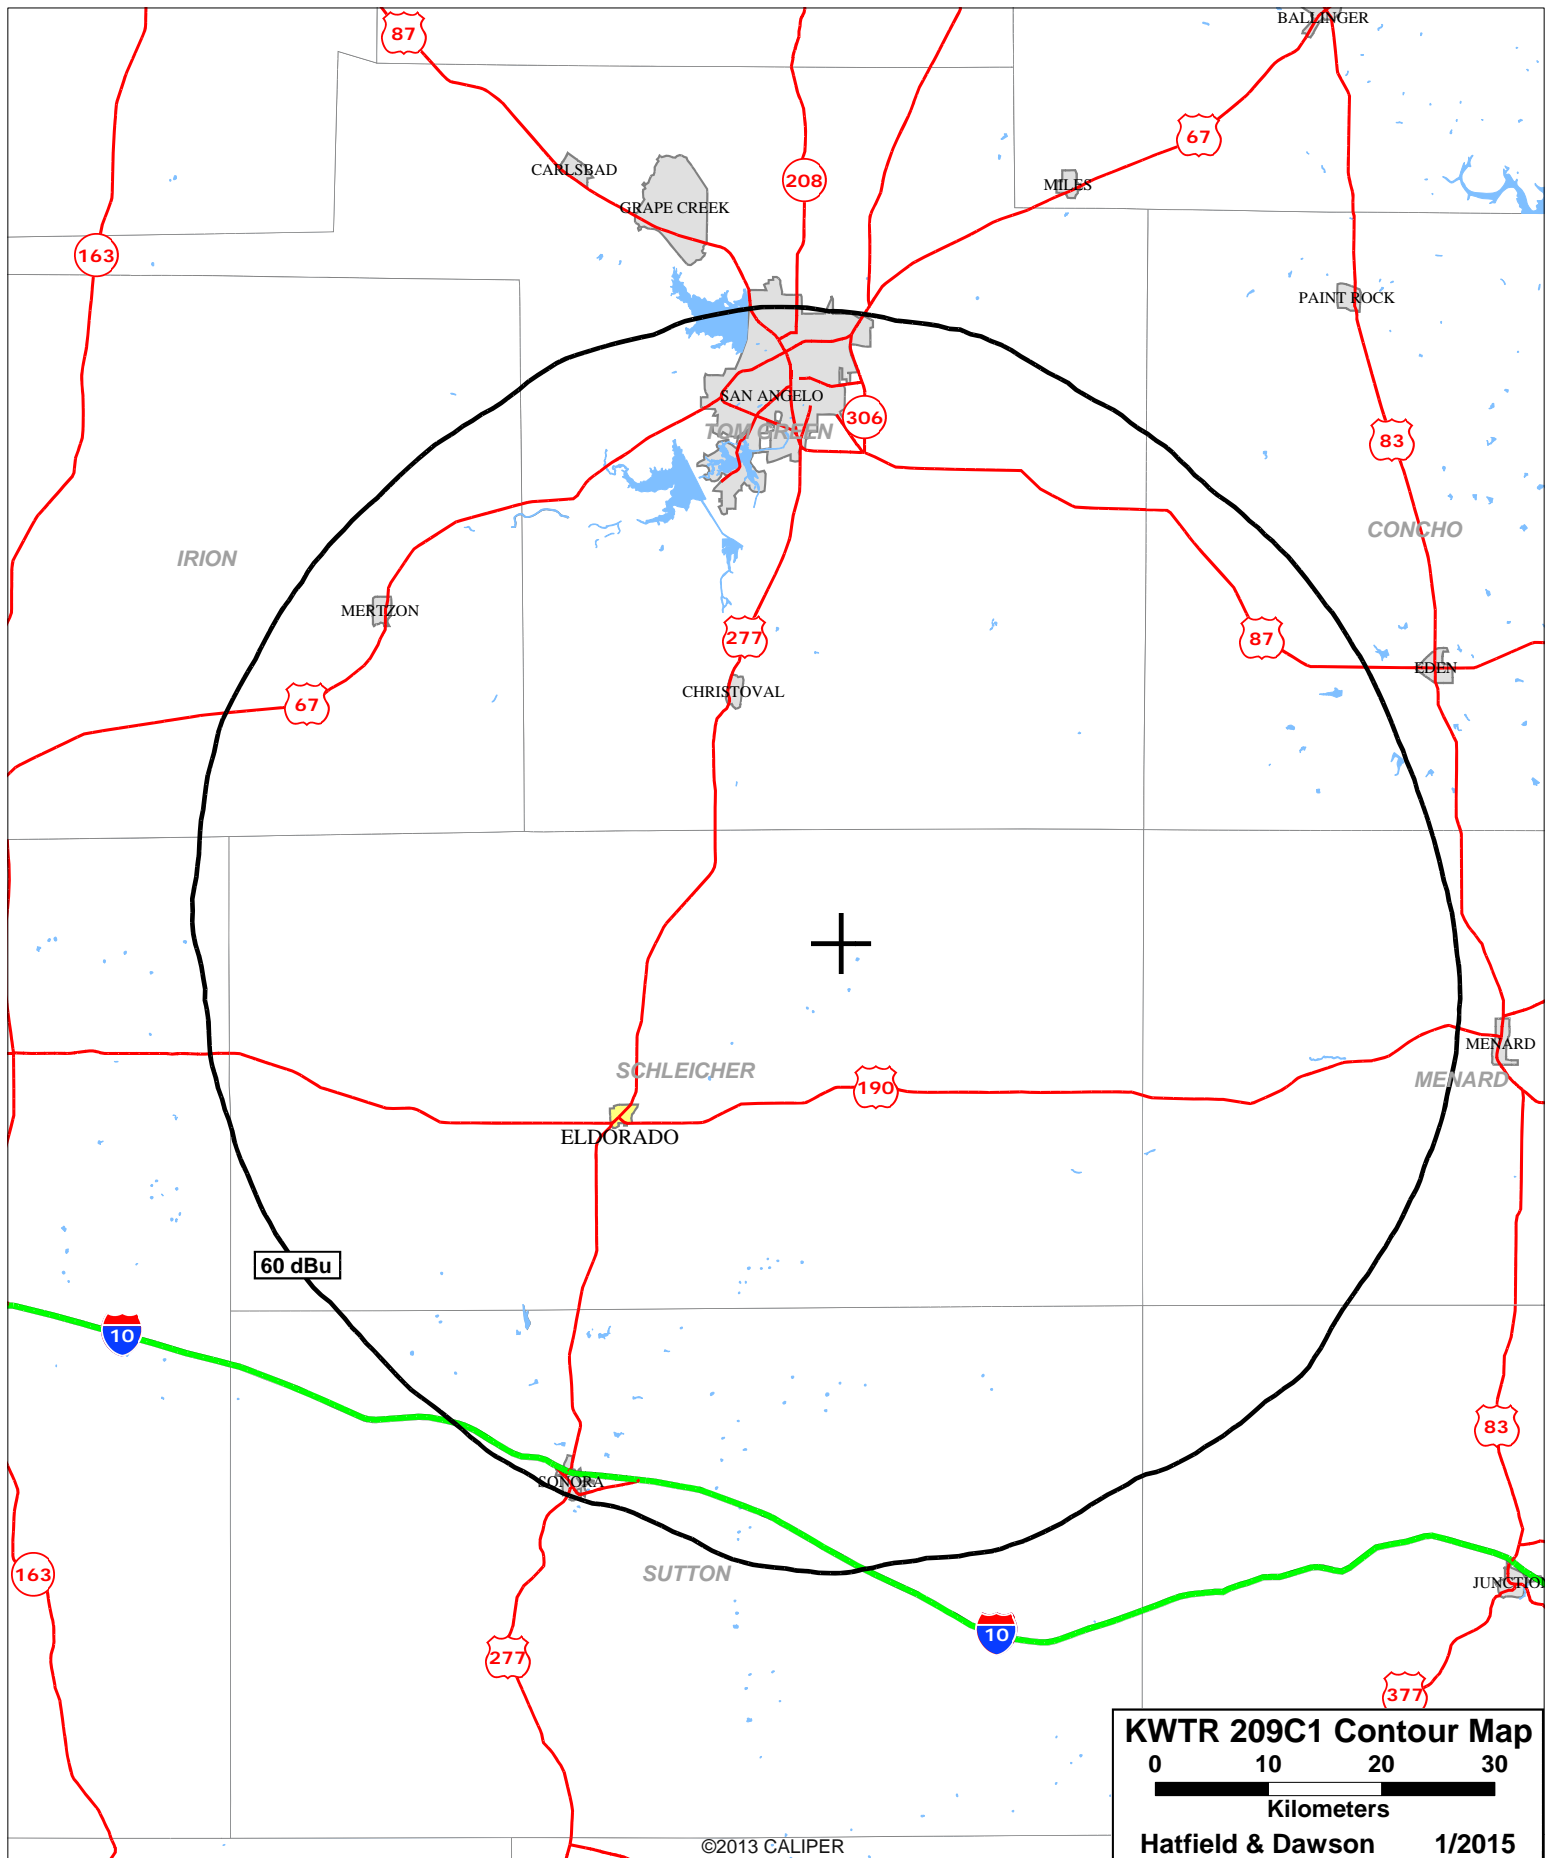 BALLINGER
87
67
CARLSBAD
208
MILES
GRAPE CREEK
163
PAINT ROCK
SAN ANGELO
306
TOM GREEN
83
CONCHO
IRION
MERTZON
277
87
EDEN
CHRISTOVAL
67
MENARD
SCHLEICHER
MENARD
190
ELDORADO
60 dBu
10
83
SONORA
163
SUTTON
JUNCTION
10
277
377
KWTR 209C1 Contour Map
0 10 20 30
Kilometers
Hatfield & Dawson 1/2015
©2013 CALIPER